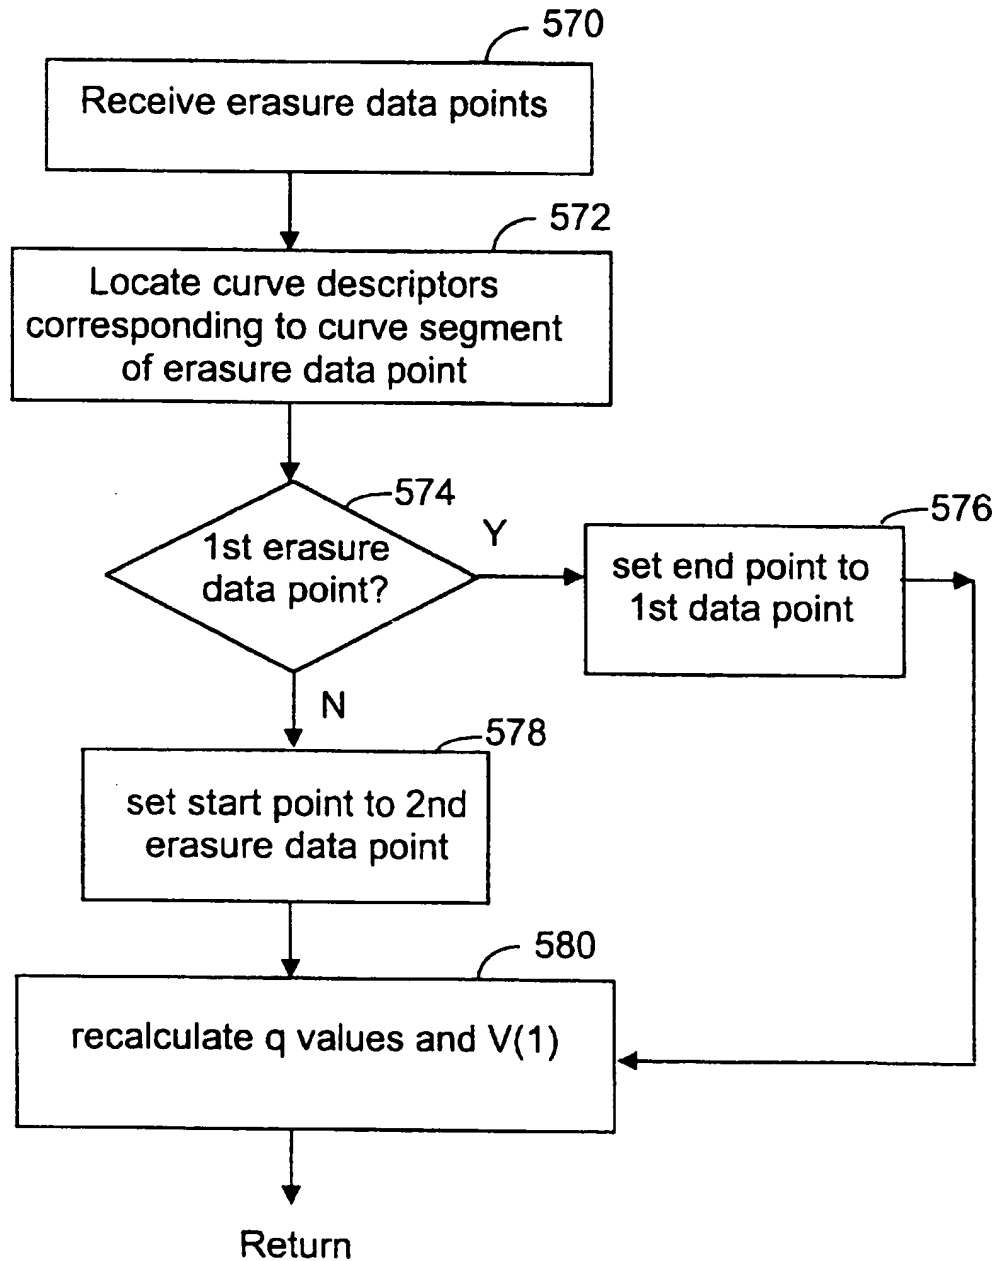 570
Receive erasure data points
572
Locate curve descriptors
corresponding to curve segment
of erasure data point
574
1st erasure
data point?
Y
576
set end point to
1st data point
N
578
set start point to 2nd
erasure data point
580
recalculate q values and V(1)
Return